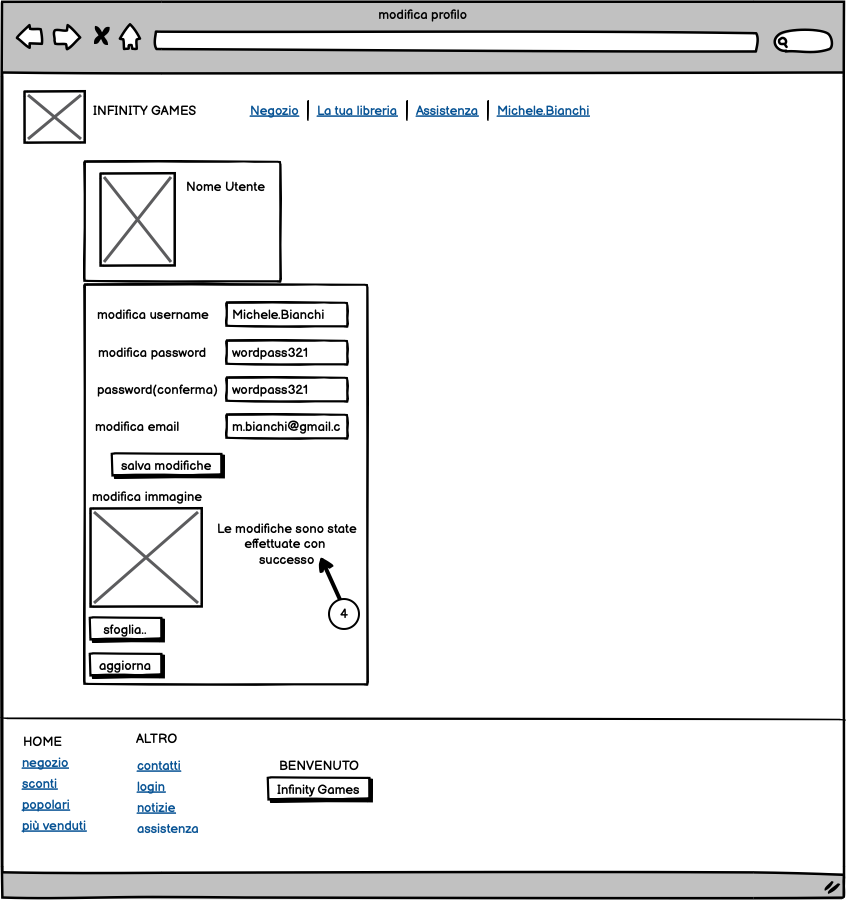 modifica profilo
INFINITY GAMES
Negozio
La tua libreria
Assistenza
Michele.Bianchi
Nome Utente
modifica username
Michele.Bianchi
modifica password
wordpass321
password(conferma)
wordpass321
modifica email
m.bianchi@gmail.c
salva modifiche
modifica immagine
Le modifiche sono state
effettuate con
successo
4
sfoglia..
aggiorna
HOME
negozio
sconti
popolari
più venduti
ALTRO
contatti
login
notizie
assistenza
BENVENUTO
Infinity Games